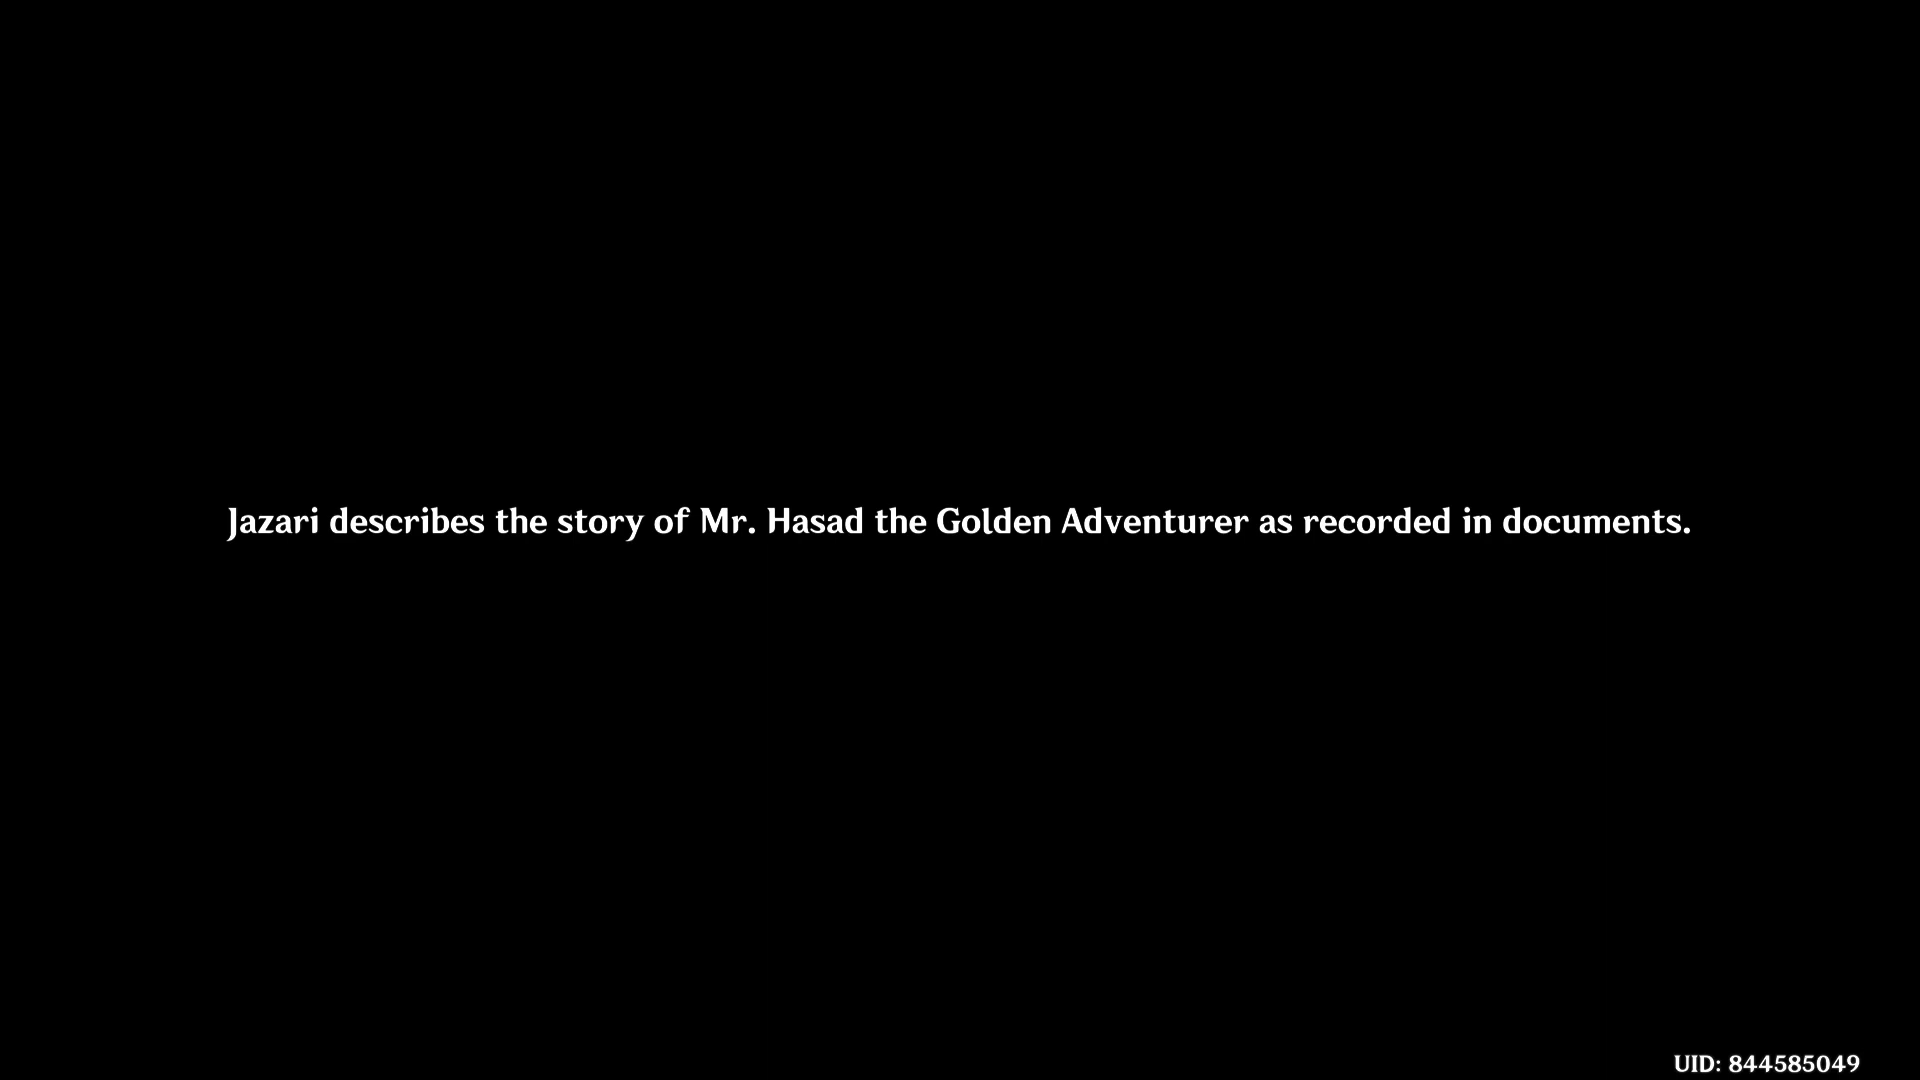 Jazari describes the story of Mr. Hasad the Golden Adventurer as recorded in documents.
UID: 844585049